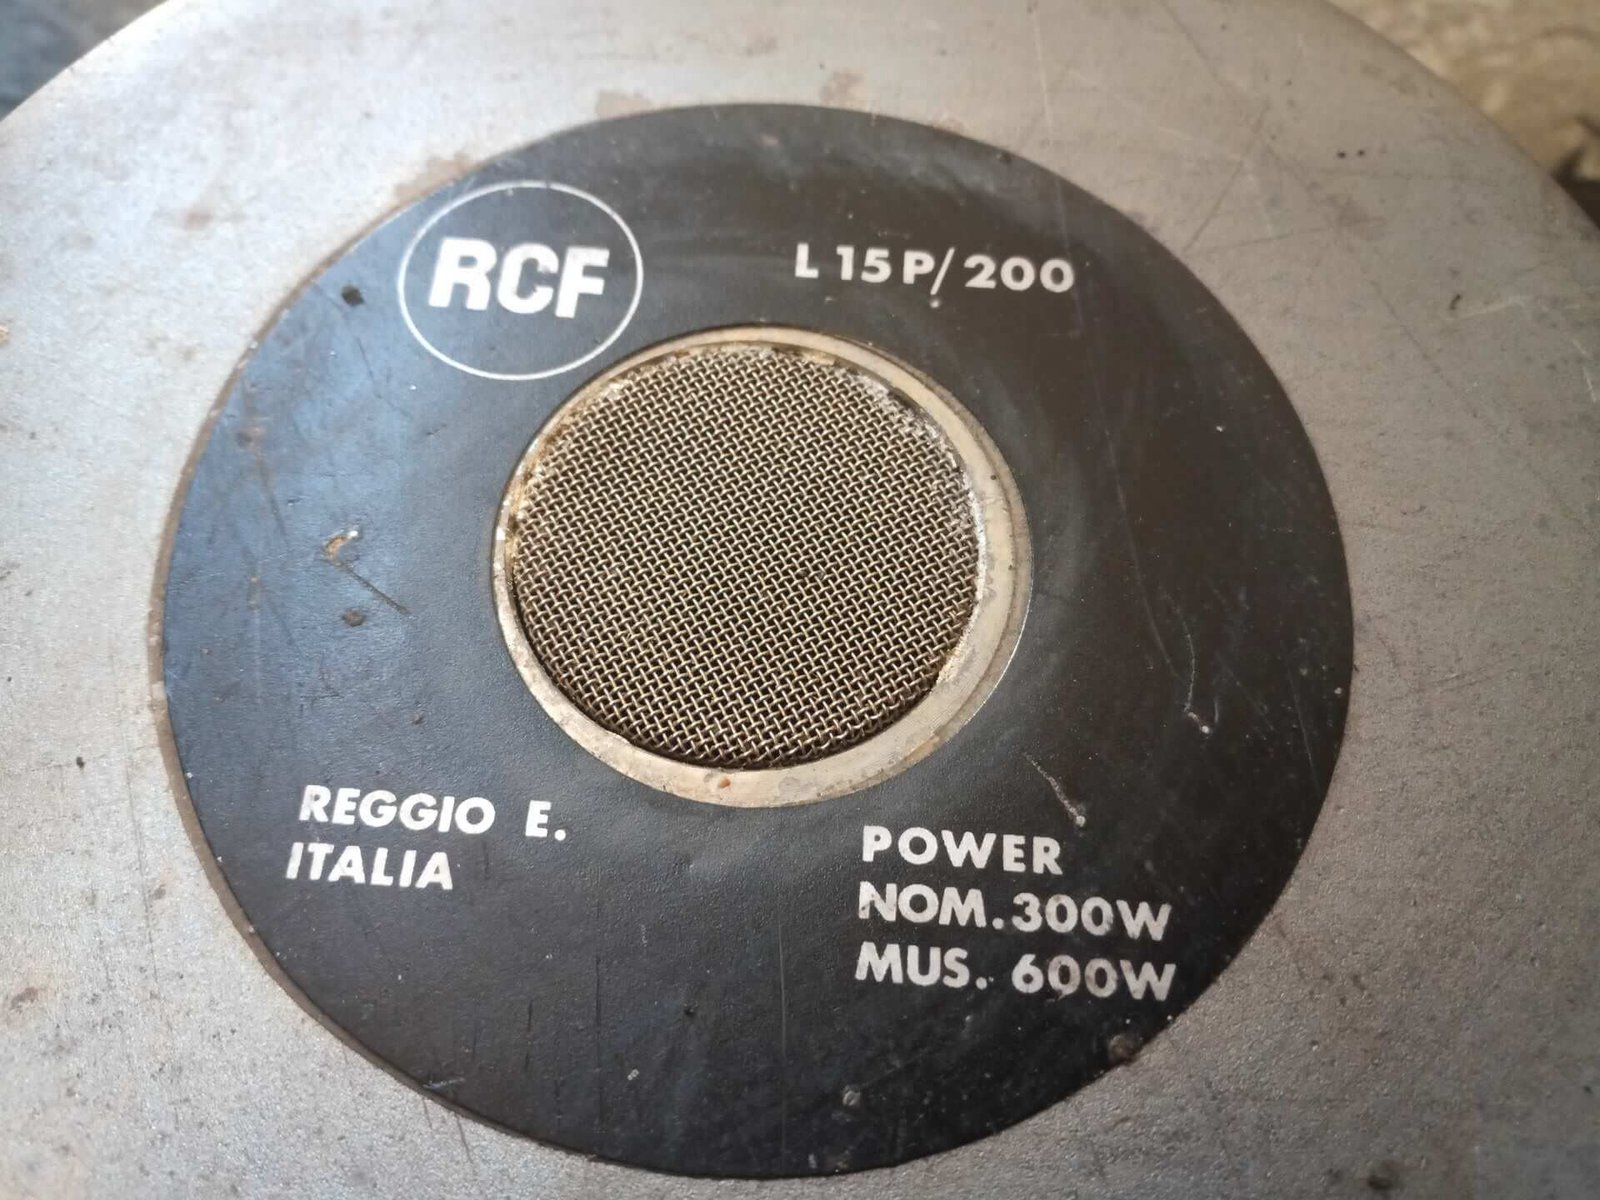 RCF
L 15 P/200
REGGIO E.
ITALIA
POWER
NOM. 300W
MUS. 600W